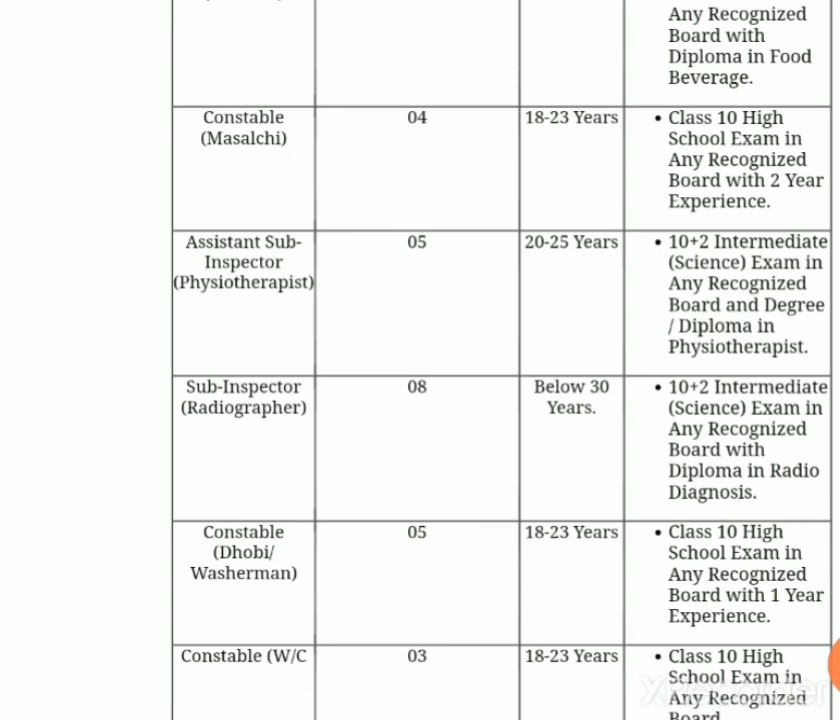 Any Recognized
Board with
Diploma in Food
Beverage.
Constable
(Masalchi)
04
18-23 Years
• Class 10 High
School Exam in
Any Recognized
Board with 2 Year
Experience.
Assistant Sub-
Inspector
(Physiotherapist)
05
20-25 Years
• 10+2 Intermediate
(Science) Exam in
Any Recognized
Board and Degree
/ Diploma in
Physiotherapist.
Sub-Inspector
(Radiographer)
08
Below 30
Years.
• 10+2 Intermediate
(Science) Exam in
Any Recognized
Board with
Diploma in Radio
Diagnosis.
Constable
(Dhobi/
Washerman)
05
18-23 Years
• Class 10 High
School Exam in
Any Recognized
Board with 1 Year
Experience.
Constable (W/C
03
18-23 Years
• Class 10 High
School Exam in
Any Recognized
Board
XRecorder